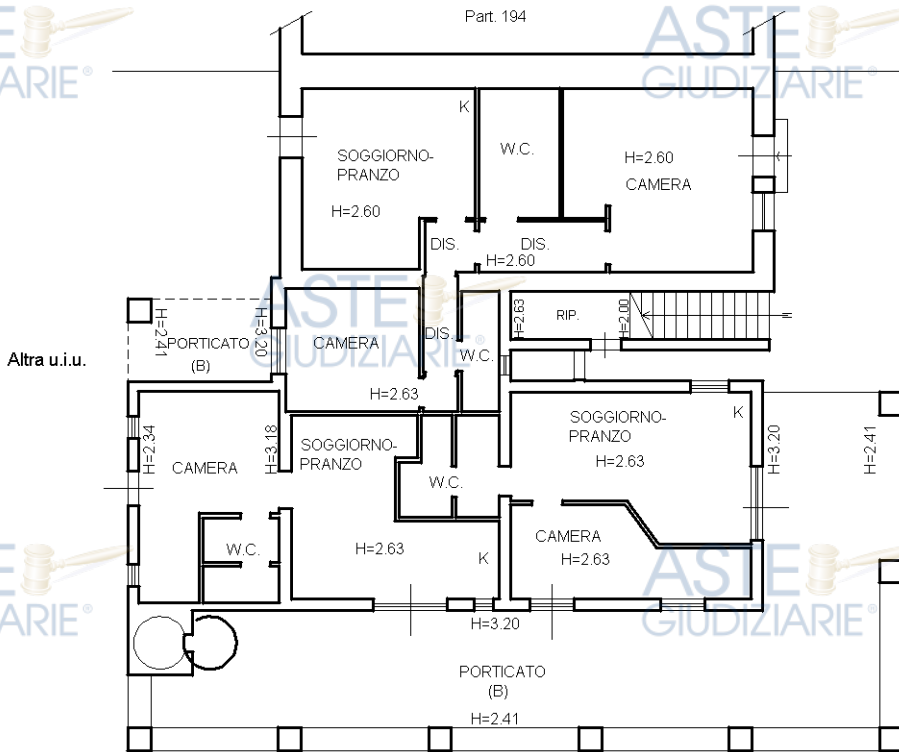 Part. 194
ASTE
GIUDIZIARIE®
ASTE
GIUDIZIARIE®
K
SOGGIORNO-
PRANZO
H=2.60
W.C.
H=2.60
CAMERA
DIS.
DIS.
H=2.60
ASTE
GIUDIZIARIE®
H=2.41
H=3.20
PORTICATO
(B)
CAMERA
H=2.63
DIS.
W.C.
H=2.63
RIP.
H=2.00
Altra u.i.u.
H=2.34
CAMERA
H=3.18
SOGGIORNO-
PRANZO
W.C.
H=2.63
K
W.C.
SOGGIORNO-
PRANZO
H=2.63
K
H=3.20
H=2.41
CAMERA
H=2.63
ASTE
GIUDIZIARIE®
ASTE
GIUDIZIARIE®
H=3.20
PORTICATO
(B)
H=2.41